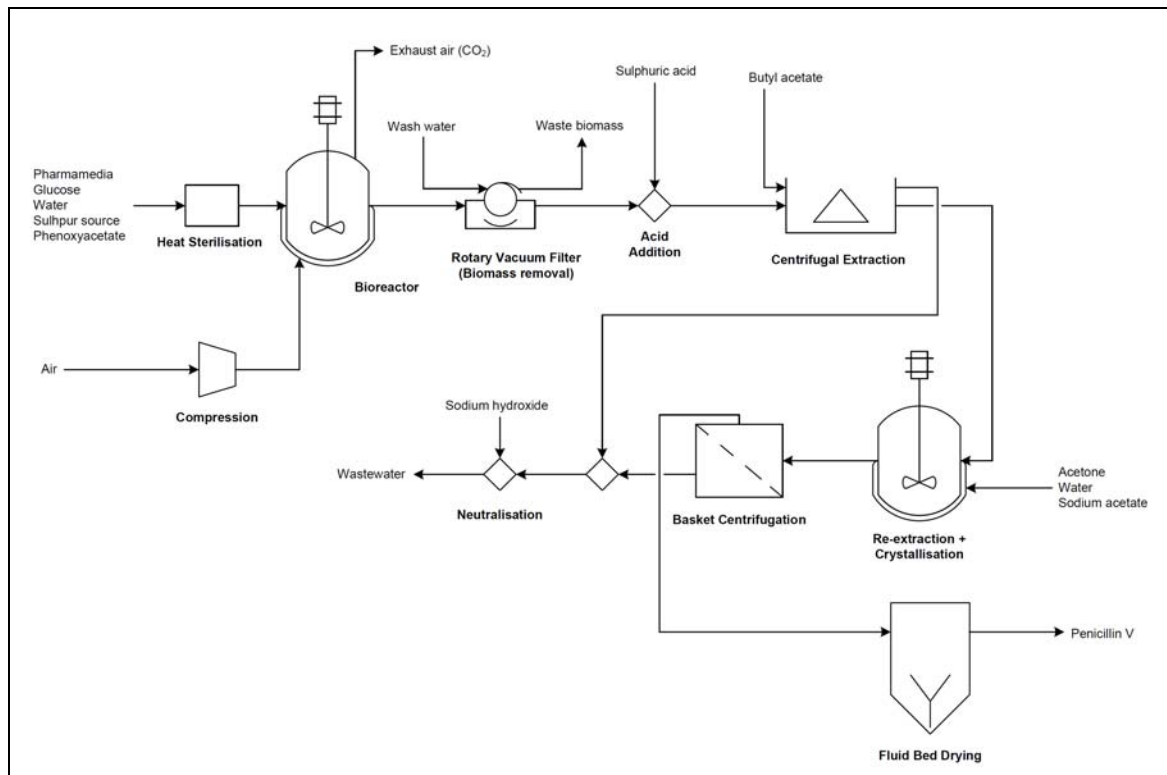 Exhaust air (CO₂)
Sulphuric acid
Butyl acetate
Wash water
Waste biomass
Pharmamedia
Glucose
Water
Sulhpur source
Phenoxyacetate
Heat Sterilisation
Bioreactor
Rotary Vacuum Filter
(Biomass removal)
Acid
Addition
Centrifugal Extraction
Air
Compression
Sodium hydroxide
Wastewater
Neutralisation
Basket Centrifugation
Acetone
Water
Sodium acetate
Re-extraction +
Crystallisation
Penicillin V
Fluid Bed Drying